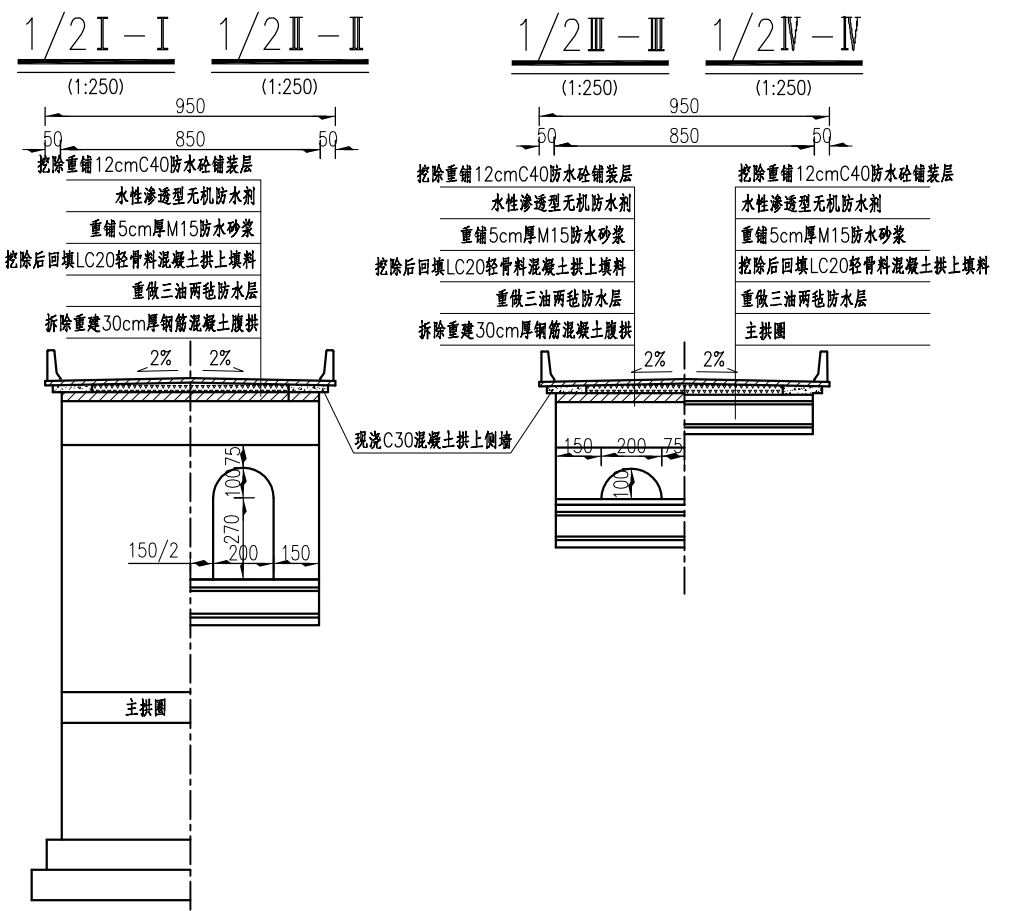 1/2Ⅰ-Ⅰ
1/2Ⅱ-Ⅱ
1/2Ⅲ-Ⅲ
1/2Ⅳ-Ⅳ
(1:250)
(1:250)
(1:250)
(1:250)
950
50
850
50
挖除重铺12cmC40防水砼铺装层
水性渗透型无机防水剂
重铺5cm厚M15防水砂浆
挖除后回填LC20轻骨料混凝土拱上填料
重做三油两毡防水层
拆除重建30cm厚钢筋混凝土腹拱
2%
2%
75
100
270
150/2
200
150
主拱圈
现浇C30混凝土拱上侧墙
950
50
850
50
挖除重铺12cmC40防水砼铺装层
水性渗透型无机防水剂
重铺5cm厚M15防水砂浆
挖除后回填LC20轻骨料混凝土拱上填料
重做三油两毡防水层
拆除重建30cm厚钢筋混凝土腹拱
挖除重铺12cmC40防水砼铺装层
水性渗透型无机防水剂
重铺5cm厚M15防水砂浆
挖除后回填LC20轻骨料混凝土拱上填料
重做三油两毡防水层
主拱圈
2%
2%
150
200
75
100